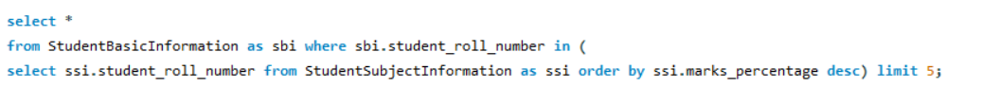 select *
from StudentBasicInformation as sbi where sbi.student_roll_number in (
select ssi.student_roll_number from StudentSubjectInformation as ssi order by ssi.marks_percentage desc) limit 5;